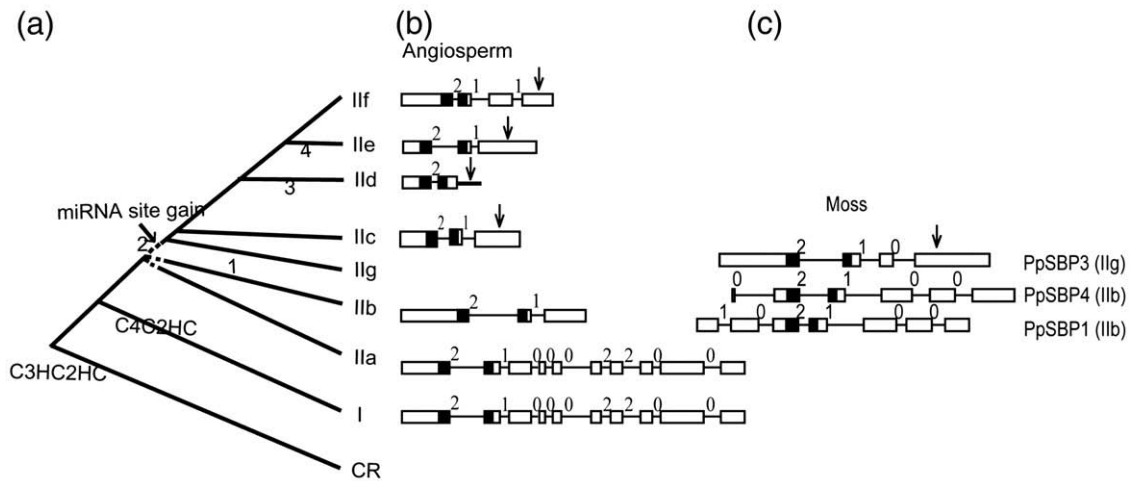 (a)
(b)
(c)
Angiosperm
Moss
IIf
IIe
IId
IIc
IIg
IIb
IIa
I
CR
4
3
miRNA site gain
2
1
C4C2HC
C3HC2HC
2 1 1
2 1
2
2 1
2 1
2 1 0 0 0 2 2 0 0
2 1 0 0 0 2 2 0 0
2 1 0
PpSBP3 (IIg)
0 2 1 0 0
PpSBP4 (IIb)
1 0 2 1 0 0
PpSBP1 (IIb)